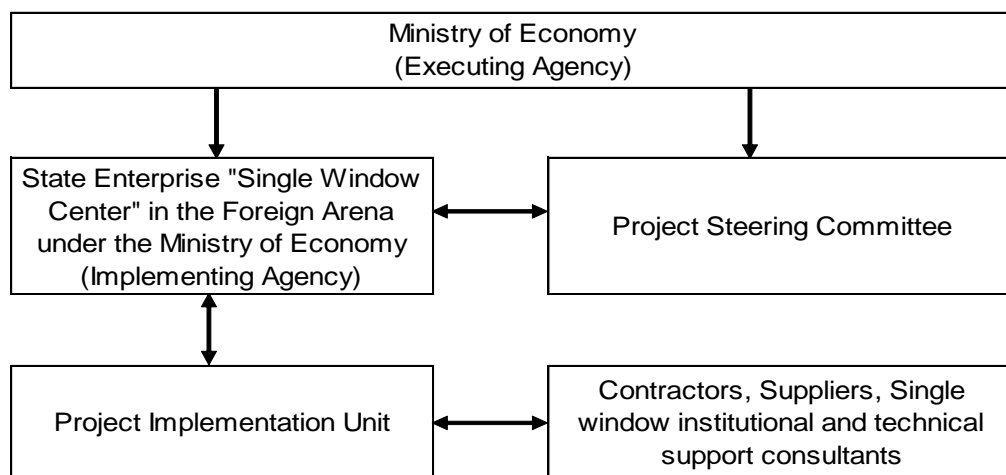 Ministry of Economy
(Executing Agency)
State Enterprise "Single Window
Center" in the Foreign Arena
under the Ministry of Economy
(Implementing Agency)
Project Steering Committee
Project Implementation Unit
Contractors, Suppliers, Single
window institutional and technical
support consultants